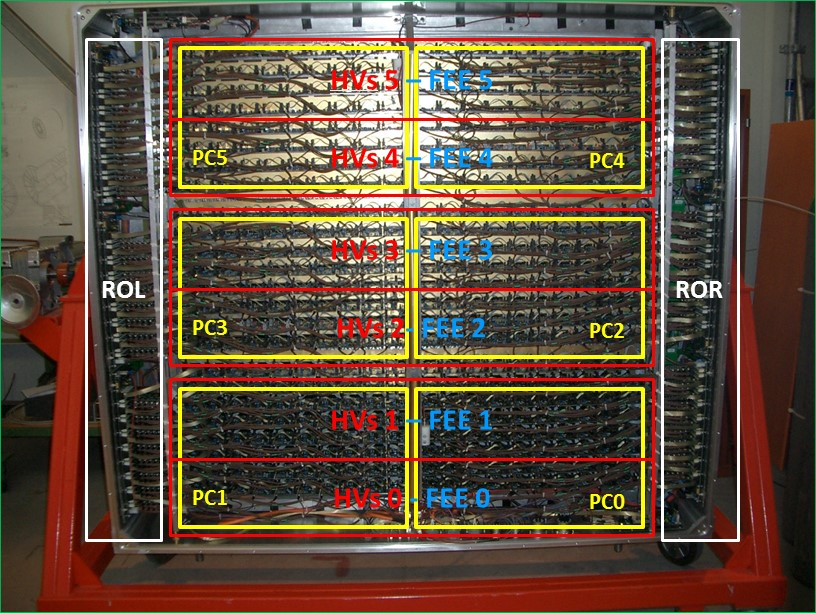 HVs 5 – FEE 5
PC5 HVs 4 – FEE 4 PC4
HVs 3 – FEE 3
ROL ROR
PC3 HVs 2 - FEE 2 PC2
HVs 1 – FEE 1
PC1 HVs 0 - FEE 0 PC0